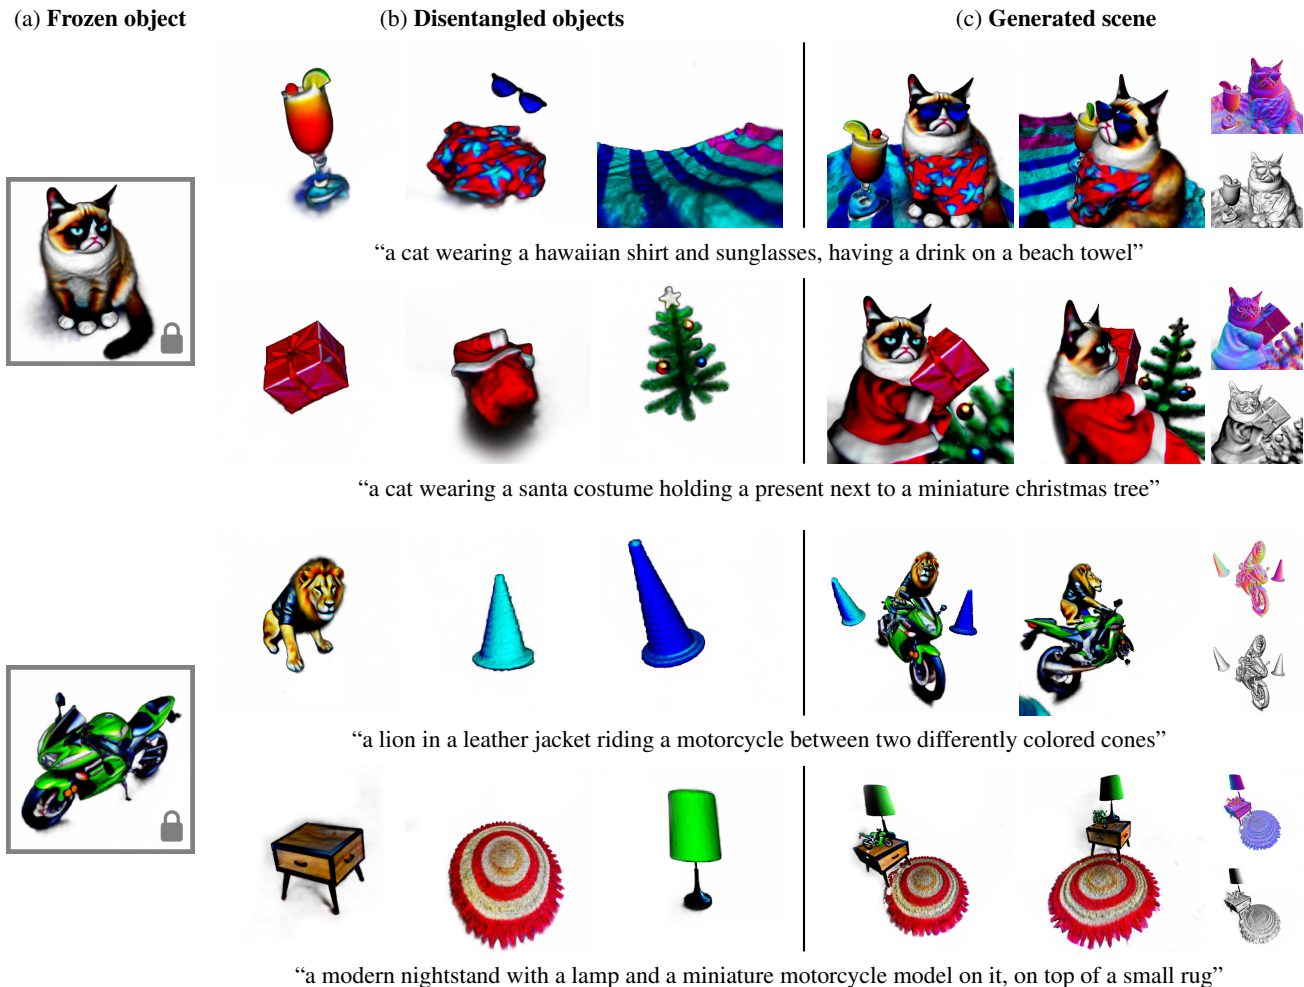 (a) Frozen object
(b) Disentangled objects
(c) Generated scene
“a cat wearing a hawaiian shirt and sunglasses, having a drink on a beach towel”
“a cat wearing a santa costume holding a present next to a miniature christmas tree”
“a lion in a leather jacket riding a motorcycle between two differently colored cones”
“a modern nightstand with a lamp and a miniature motorcycle model on it, on top of a small rug”